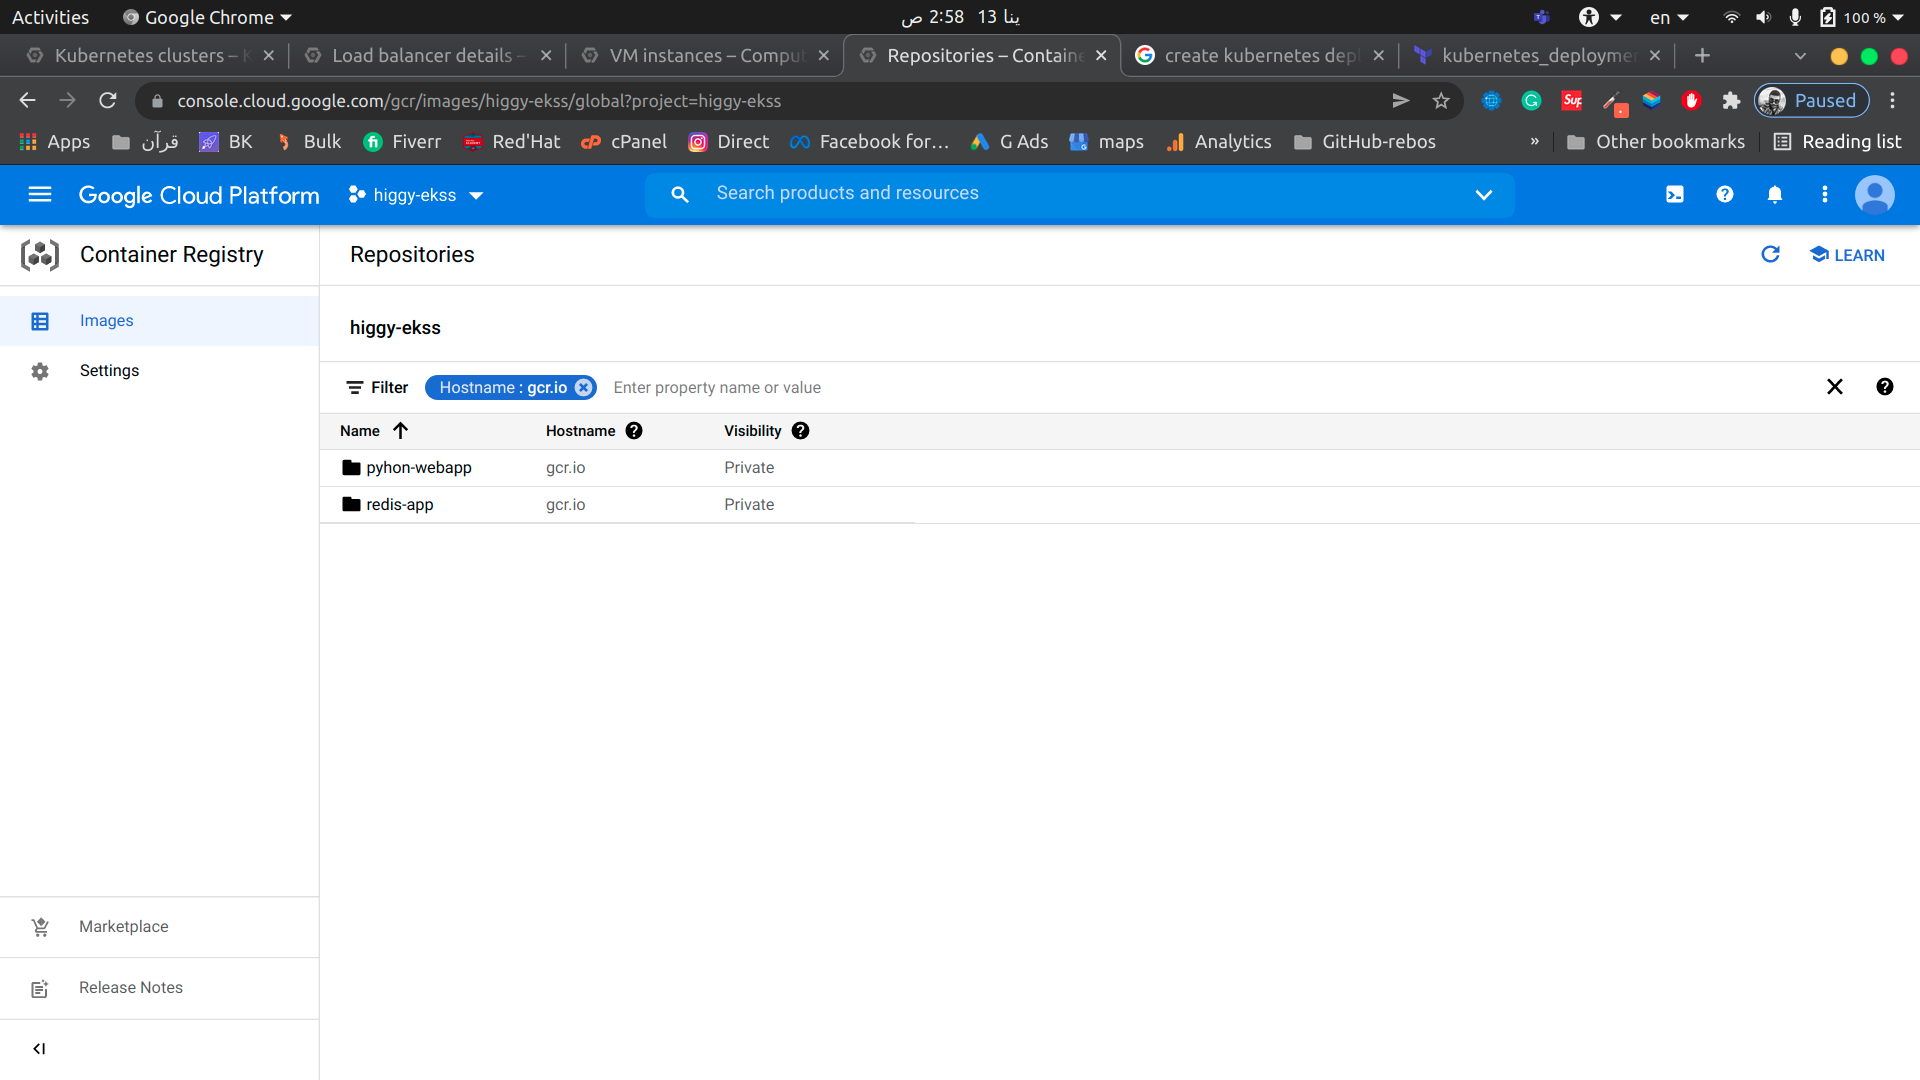 Activities Google Chrome 2:58 ص 13 ينا en 100 %
Kubernetes clusters – K Load balancer details – VM instances – Comput Repositories – Containe create kubernetes dep kubernetes_deploymen
console.cloud.google.com/gcr/images/higgy-ekss/global?project=higgy-ekss Sup Paused
Apps قرآن BK Bulk Fiverr Red'Hat cPanel Direct Facebook for… G Ads maps Analytics GitHub-rebos » Other bookmarks Reading list
Google Cloud Platform higgy-ekss Search products and resources
Container Registry Repositories LEARN
Images
Settings
higgy-ekss
Filter Hostname : gcr.io Enter property name or value
Name Hostname Visibility
pyhon-webapp gcr.io Private
redis-app gcr.io Private
Marketplace
Release Notes